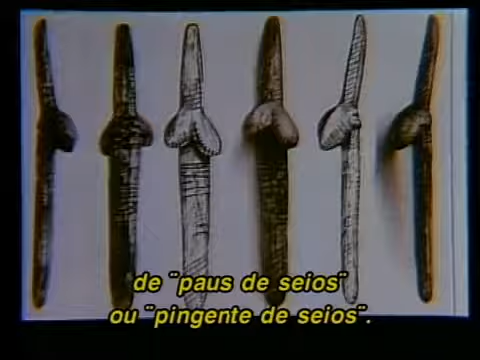 de ¨paus de seios¨
ou ¨pingente de seios¨.